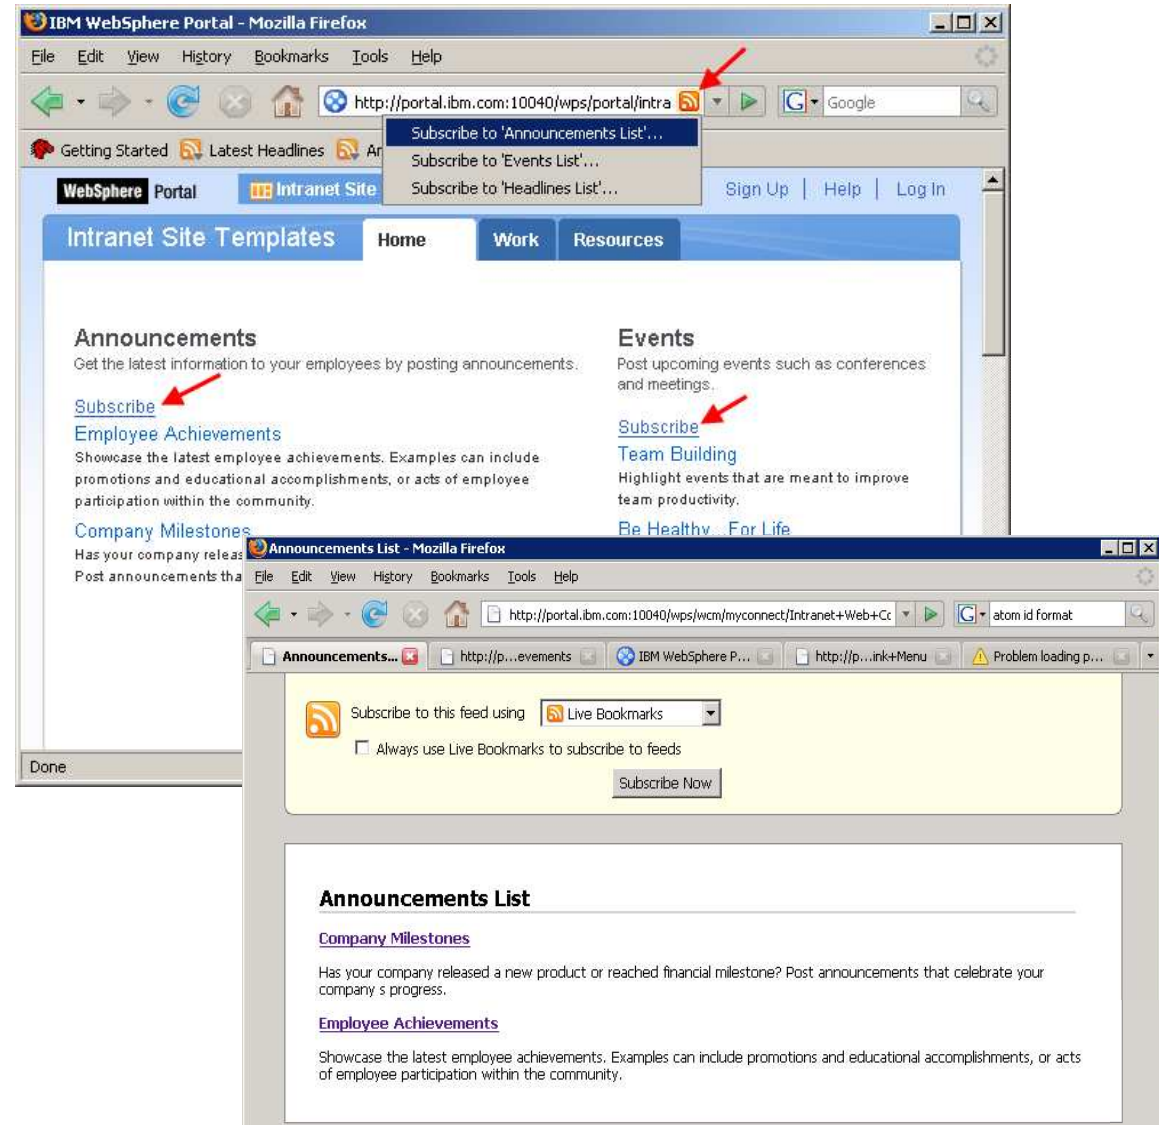 IBM WebSphere Portal - Mozilla Firefox
File Edit View History Bookmarks Tools Help
http://portal.ibm.com:10040/wps/portal/intra
Google
Getting Started Latest Headlines
Subscribe to 'Announcements List'...
Subscribe to 'Events List'...
Subscribe to 'Headlines List'...
WebSphere Portal Intranet Site Sign Up | Help | Log In
Intranet Site Templates Home Work Resources
Announcements
Get the latest information to your employees by posting announcements.
Subscribe
Employee Achievements
Showcase the latest employee achievements. Examples can include
promotions and educational accomplishments, or acts of employee
participation within the community.
Company Milestones
Has your company releas
Post announcements tha
Events
Post upcoming events such as conferences
and meetings.
Subscribe
Team Building
Highlight events that are meant to improve
team productivity.
Be Healthy...For Life
Done
Announcements List - Mozilla Firefox
File Edit View History Bookmarks Tools Help
http://portal.ibm.com:10040/wps/wcm/myconnect/Intranet+Web+Cc
atom id format
Announcements... http://p...evements IBM WebSphere P... http://p...ink+Menu Problem loading p...
Subscribe to this feed using Live Bookmarks
Always use Live Bookmarks to subscribe to feeds
Subscribe Now
Announcements List
Company Milestones
Has your company released a new product or reached financial milestone? Post announcements that celebrate your
company s progress.
Employee Achievements
Showcase the latest employee achievements. Examples can include promotions and educational accomplishments, or acts
of employee participation within the community.